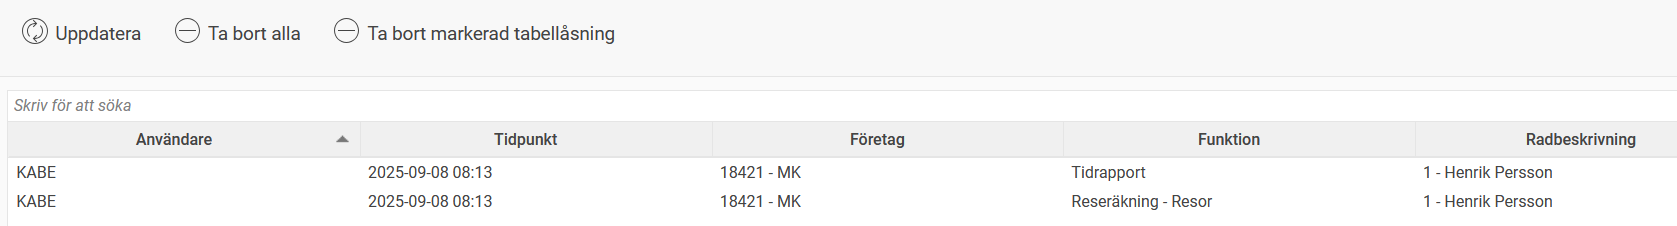 Uppdatera Ta bort alla Ta bort markerad tabellåsning
Skriv för att söka
Användare Tidpunkt Företag Funktion Radbeskrivning
KABE 2025-09-08 08:13 18421 - MK Tidrapport 1 - Henrik Persson
KABE 2025-09-08 08:13 18421 - MK Reseräkning - Resor 1 - Henrik Persson